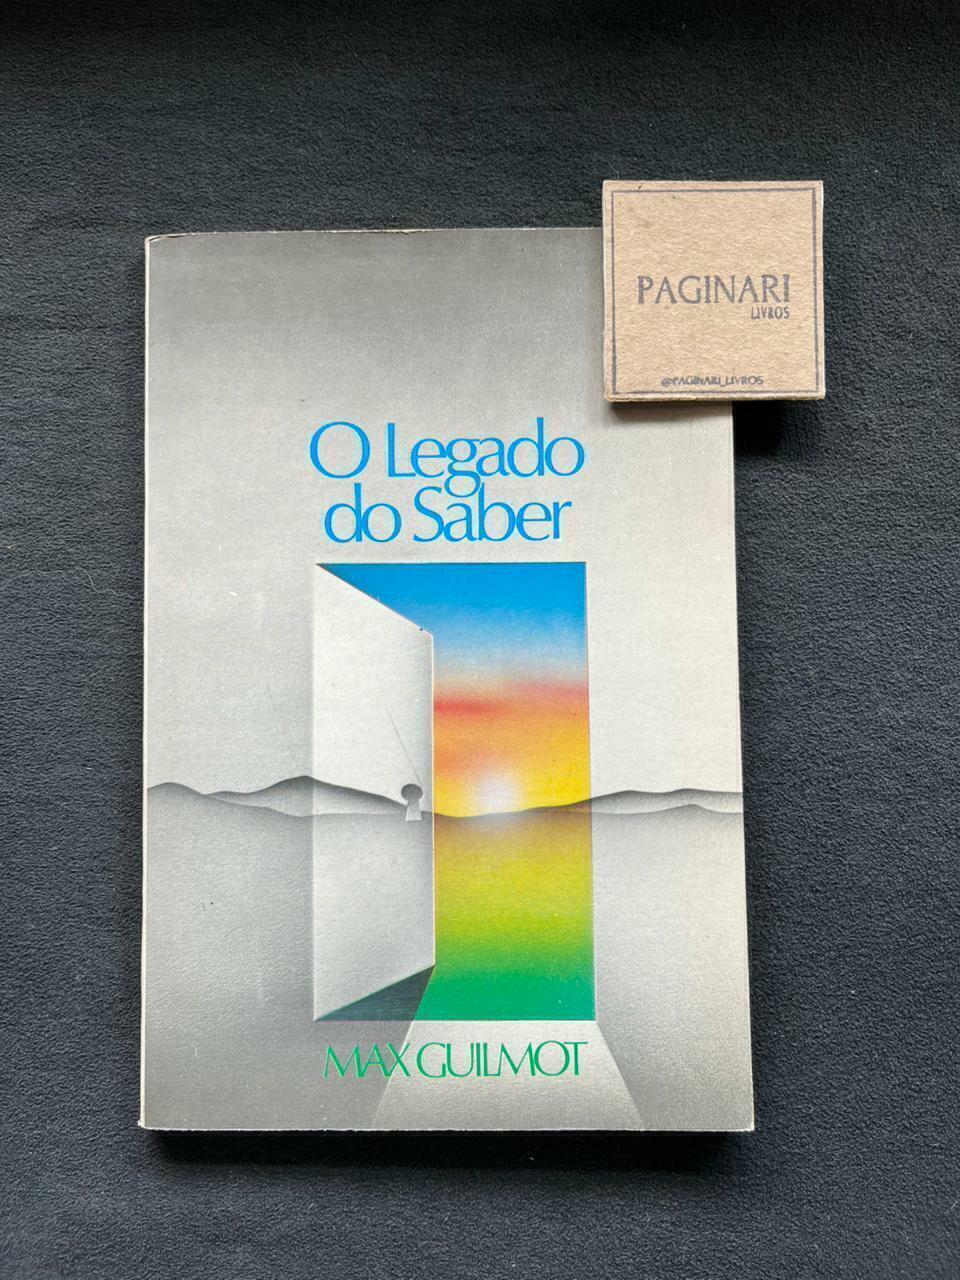 PAGINARI
LIVROS
@PAGINARI_LIVROS
O Legado
do Saber
MAX GUILMOT